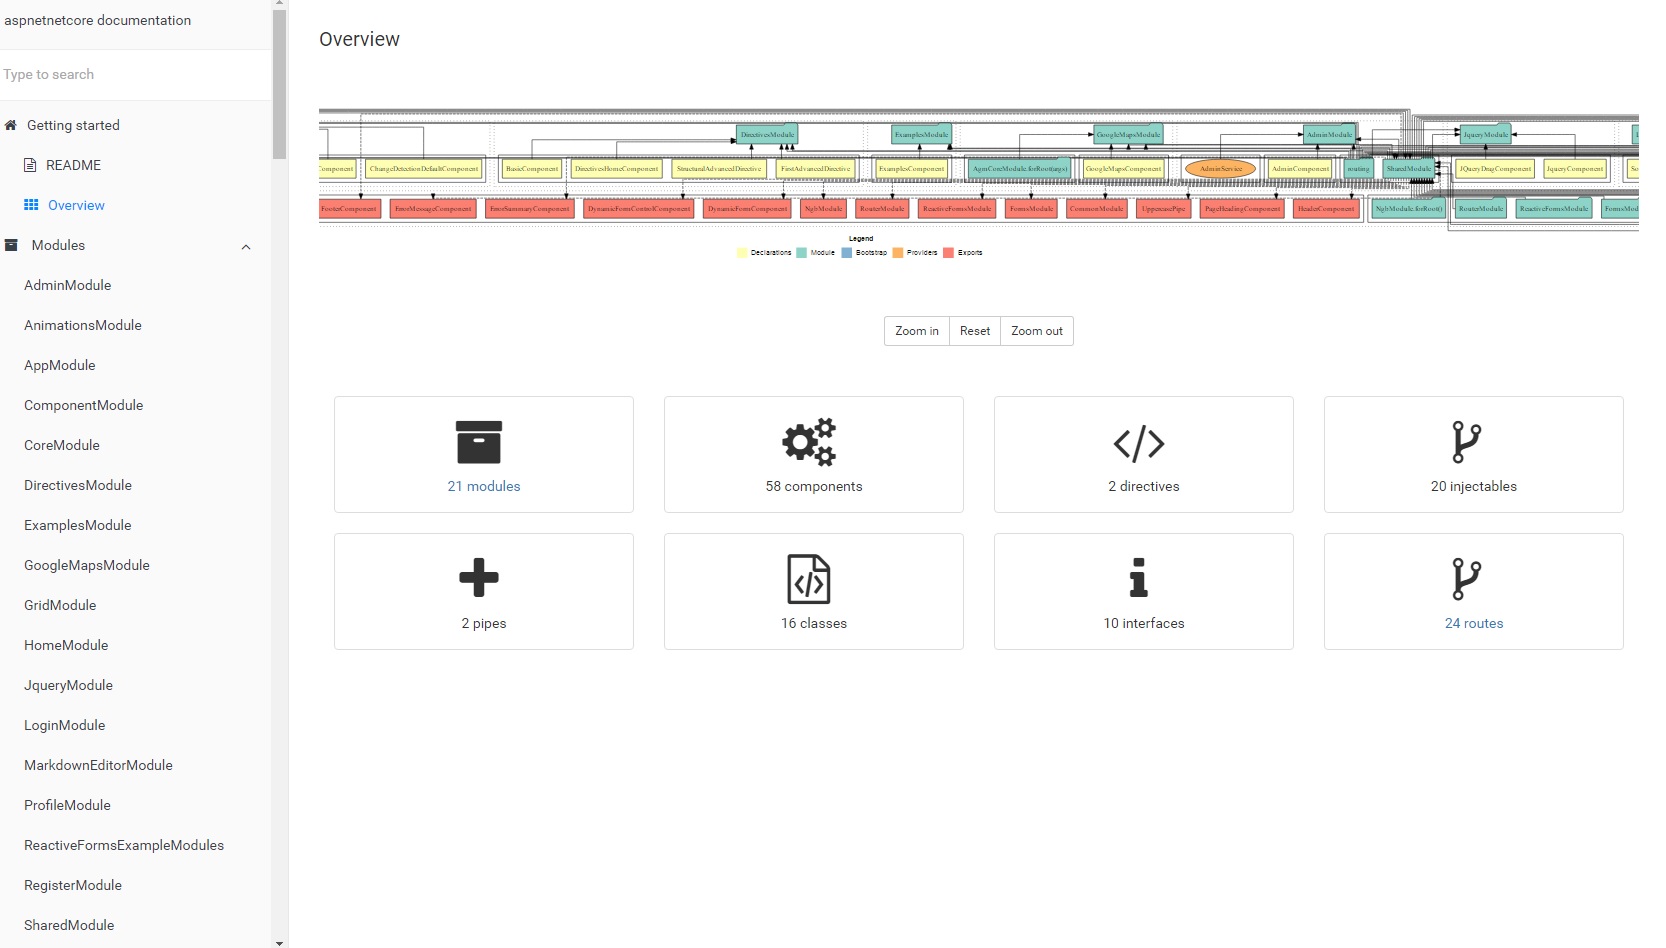 aspnetnetcore documentation
Type to search
Getting started
README
Overview
Modules
AdminModule
AnimationsModule
AppModule
ComponentModule
CoreModule
DirectivesModule
ExamplesModule
GoogleMapsModule
GridModule
HomeModule
JqueryModule
LoginModule
MarkdownEditorModule
ProfileModule
ReactiveFormsExampleModules
RegisterModule
SharedModule
Overview
DirectivesModule ExamplesModule GoogleMapsModule AdminModule JqueryModule
Component ChangeDetectionDefaultComponent BasicComponent DirectivesHomeComponent StructuralAdvancedDirective FirstAdvancedDirective ExamplesComponent AgmCoreModule.forRoot(args) GoogleMapsComponent AdminService AdminComponent routing SharedModule JQueryDragComponent JqueryComponent
FooterComponent ErrorMessageComponent ErrorSummaryComponent DynamicFormControlComponent DynamicFormComponent NgbModule RouterModule ReactiveFormsModule FormsModule CommonModule UppercasePipe PageHeadingComponent HeaderComponent NgbModule.forRoot() RouterModule ReactiveFormsModule
Legend
Declarations Module Bootstrap Providers Exports
Zoom in Reset Zoom out
21 modules
58 components
2 directives
20 injectables
2 pipes
16 classes
10 interfaces
24 routes